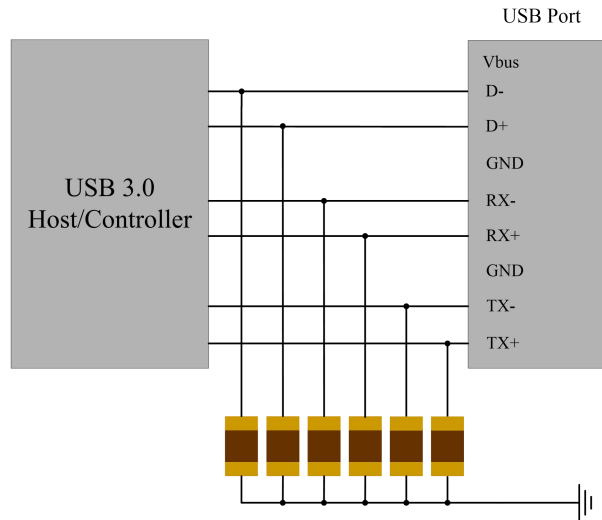 USB Port
Vbus
D-
D+
GND
USB 3.0
Host/Controller
RX-
RX+
GND
TX-
TX+